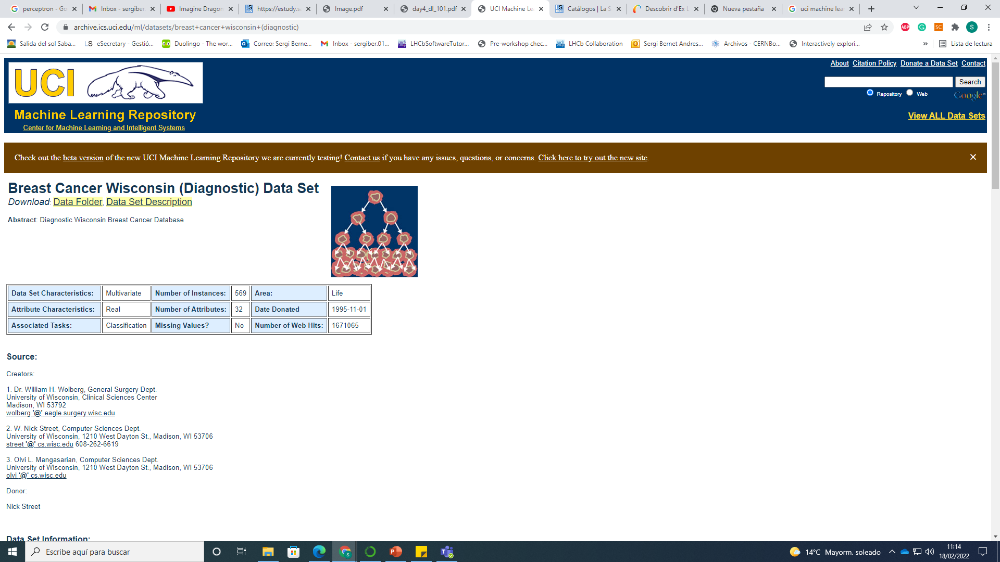 perceptron - Go
Inbox - sergiber
Imagine Dragon
https://estudy.sa
Image.pdf
day4_dl_101.pdf
UCI Machine Le
Catálogos | La S
Descobrir d'Ex L
Nueva pestaña
uci machine lear
archive.ics.uci.edu/ml/datasets/breast+cancer+wisconsin+(diagnostic)
ABP
SC
S
Salida del sol Saba...
LS eSecretary - Gestió...
Duolingo - The wor...
Correo: Sergi Berne...
Inbox - sergiber.01...
LHCbSoftwareTutor...
Pre-workshop chec...
LHCb Collaboration
Sergi Bernet Andres...
Archivos - CERNBo...
Interactively explori...
»
Lista de lectura
UCI
Machine Learning Repository
Center for Machine Learning and Intelligent Systems
About Citation Policy Donate a Data Set Contact
Search
Repository Web Google™
View ALL Data Sets
Check out the beta version of the new UCI Machine Learning Repository we are currently testing! Contact us if you have any issues, questions, or concerns. Click here to try out the new site.
Breast Cancer Wisconsin (Diagnostic) Data Set
Download: Data Folder, Data Set Description
Abstract: Diagnostic Wisconsin Breast Cancer Database
Data Set Characteristics: Multivariate Number of Instances: 569 Area: Life
Attribute Characteristics: Real Number of Attributes: 32 Date Donated 1995-11-01
Associated Tasks: Classification Missing Values? No Number of Web Hits: 1671065
Source:
Creators:
1. Dr. William H. Wolberg, General Surgery Dept.
University of Wisconsin, Clinical Sciences Center
Madison, WI 53792
wolberg '@' eagle.surgery.wisc.edu
2. W. Nick Street, Computer Sciences Dept.
University of Wisconsin, 1210 West Dayton St., Madison, WI 53706
street '@' cs.wisc.edu 608-262-6619
3. Olvi L. Mangasarian, Computer Sciences Dept.
University of Wisconsin, 1210 West Dayton St., Madison, WI 53706
olvi '@' cs.wisc.edu
Donor:
Nick Street
Data Set Information:
Escribe aquí para buscar
14°C Mayorm. soleado
11:14
18/02/2022